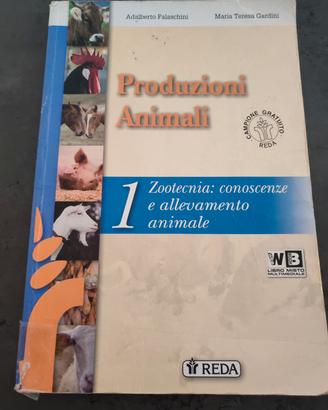 Adalberto Falaschini Maria Teresa Gardini
Produzioni
Animali
CAMPIONE GRATUITO
REDA
1 Zootecnia: conoscenze
e allevamento
animale
WB
LIBRO MISTO
MULTIMEDIALE
REDA